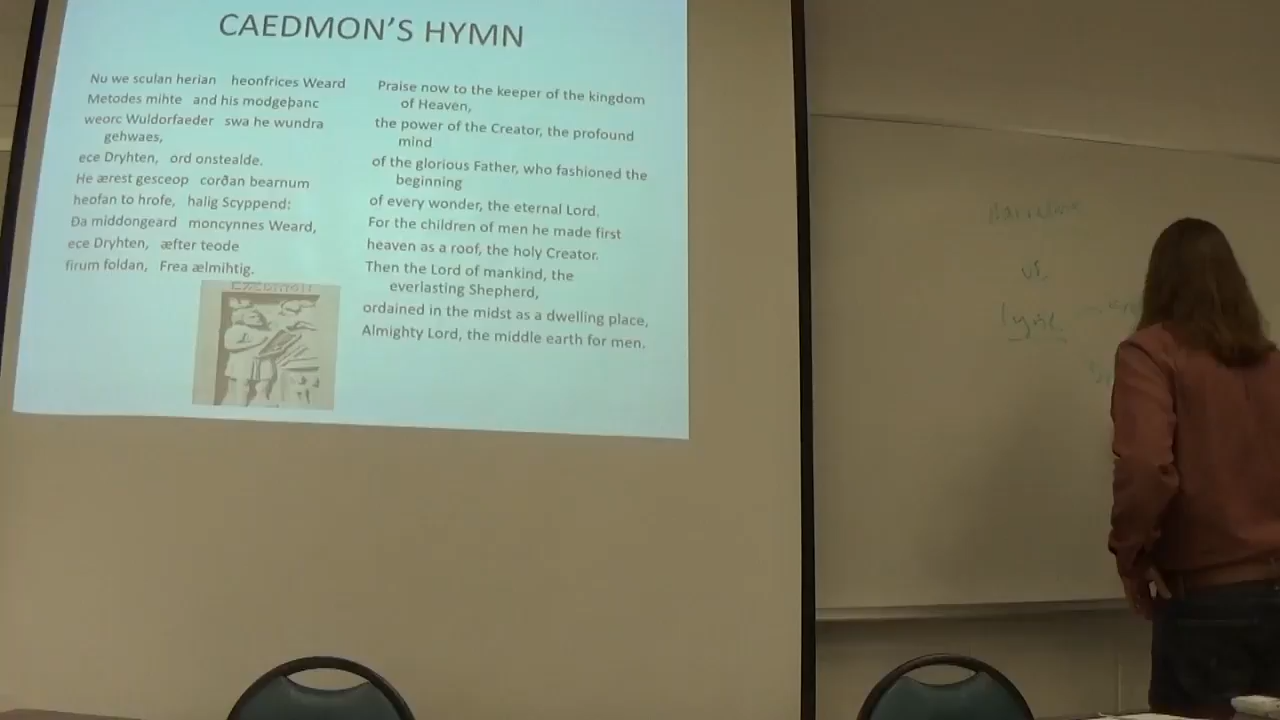 CAEDMON'S HYMN
Nu we sculan herian heonfrices Weard
Metodes mihte and his modgeþanc
weorc Wuldorfaeder swa he wundra
gehwaes,
ece Dryhten, ord onstealde.
He ærest gesceop corðan bearnum
heofan to hrofe, halig Scyppend:
Ða middongeard moncynnes Weard,
ece Dryhten, æfter teode
firum foldan, Frea ælmihtig.
Praise now to the keeper of the kingdom
of Heaven,
the power of the Creator, the profound
mind
of the glorious Father, who fashioned the
beginning
of every wonder, the eternal Lord.
For the children of men he made first
heaven as a roof, the holy Creator.
Then the Lord of mankind, the
everlasting Shepherd,
ordained in the midst as a dwelling place,
Almighty Lord, the middle earth for men.
Narrative
vs.
Lyric